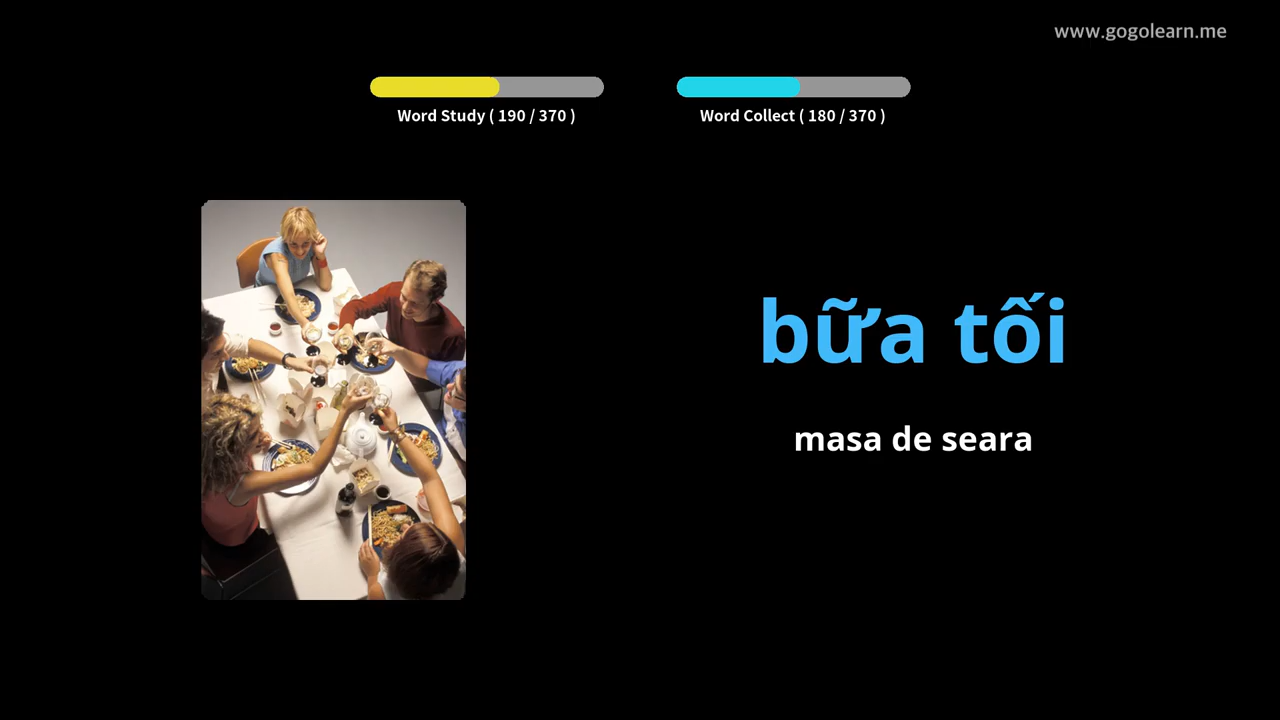 www.gogolearn.me
Word Study ( 190 / 370 )
Word Collect ( 180 / 370 )
bữa tối
masa de seara